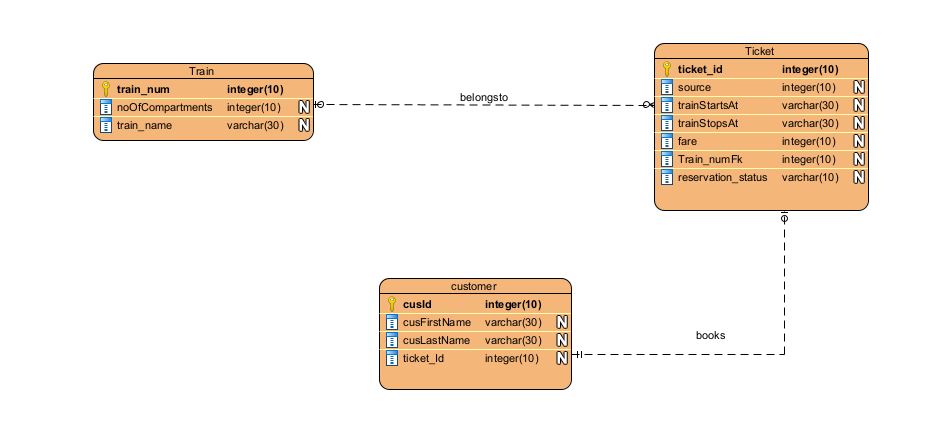 Train
train_num integer(10)
noOfCompartments integer(10) N
train_name varchar(30) N
belongsto
Ticket
ticket_id integer(10)
source integer(10) N
trainStartsAt varchar(30) N
trainStopsAt varchar(30) N
fare integer(10) N
Train_numFk integer(10) N
reservation_status varchar(10) N
customer
cusId integer(10)
cusFirstName varchar(30) N
cusLastName varchar(30) N
ticket_Id integer(10) N
books